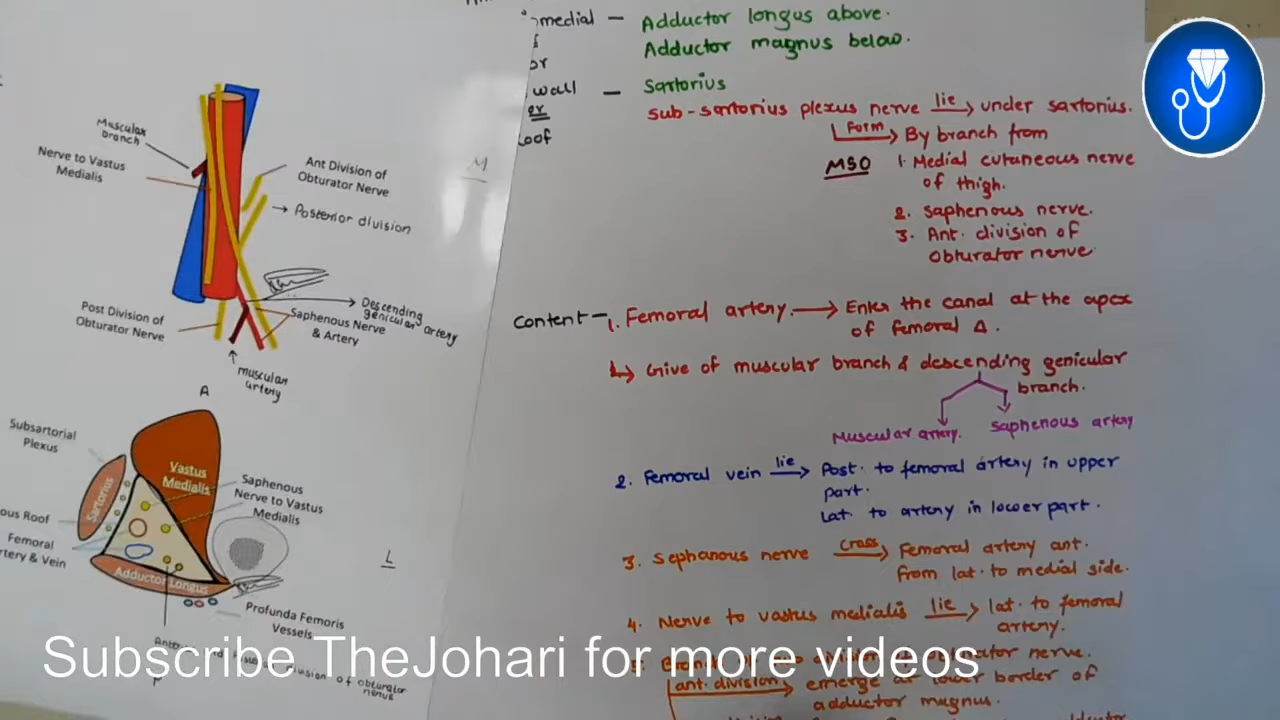 Muscular
branch
Nerve to Vastus
Medialis
Ant Division of
Obturator Nerve
→ Posterior division
M
Post Division of
Obturator Nerve
Descending
genicular artery
Saphenous Nerve
& Artery
muscular
artery
A
Subsartorial
Plexus
Vastus
Medialis
Sartorius
Saphenous
Nerve to Vastus
Medialis
Roof
Femoral
& Vein
Adductor Longus
L
Profunda Femoris
Vessels
division of obturator
nerve
medial — Adductor longus above.
Adductor magnus below.
wall — Sartorius
or
sub-sartorius plexus nerve lie → under sartorius.
Form → By branch from
MSO 1. Medial cutaneous nerve
of thigh.
2. Saphenous nerve.
3. Ant. division of
obturator nerve
Content — 1. Femoral artery. → Enter the canal at the apex
of femoral Δ.
↳ Give of muscular branch & descending genicular
branch.
Muscular artery. Saphenous artery
2. Femoral vein lie → Post. to femoral artery in upper
part.
Lat. to artery in lower part.
3. Sephanous nerve cross → Femoral artery ant.
from lat. to medial side.
4. Nerve to vastus medialis lie → lat. to femoral
artery.
nerve.
ant. division → emerge at lower border of
adductor magnus.
Subscribe TheJohari for more videos